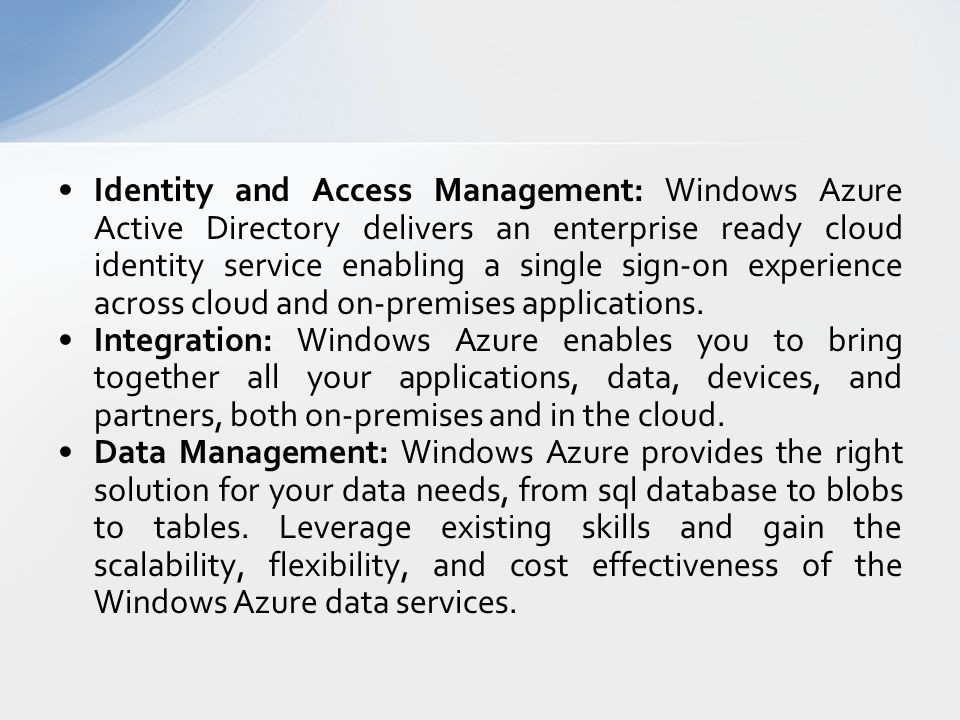 • Identity and Access Management: Windows Azure
Active Directory delivers an enterprise ready cloud
identity service enabling a single sign-on experience
across cloud and on-premises applications.
• Integration: Windows Azure enables you to bring
together all your applications, data, devices, and
partners, both on-premises and in the cloud.
• Data Management: Windows Azure provides the right
solution for your data needs, from sql database to blobs
to tables. Leverage existing skills and gain the
scalability, flexibility, and cost effectiveness of the
Windows Azure data services.